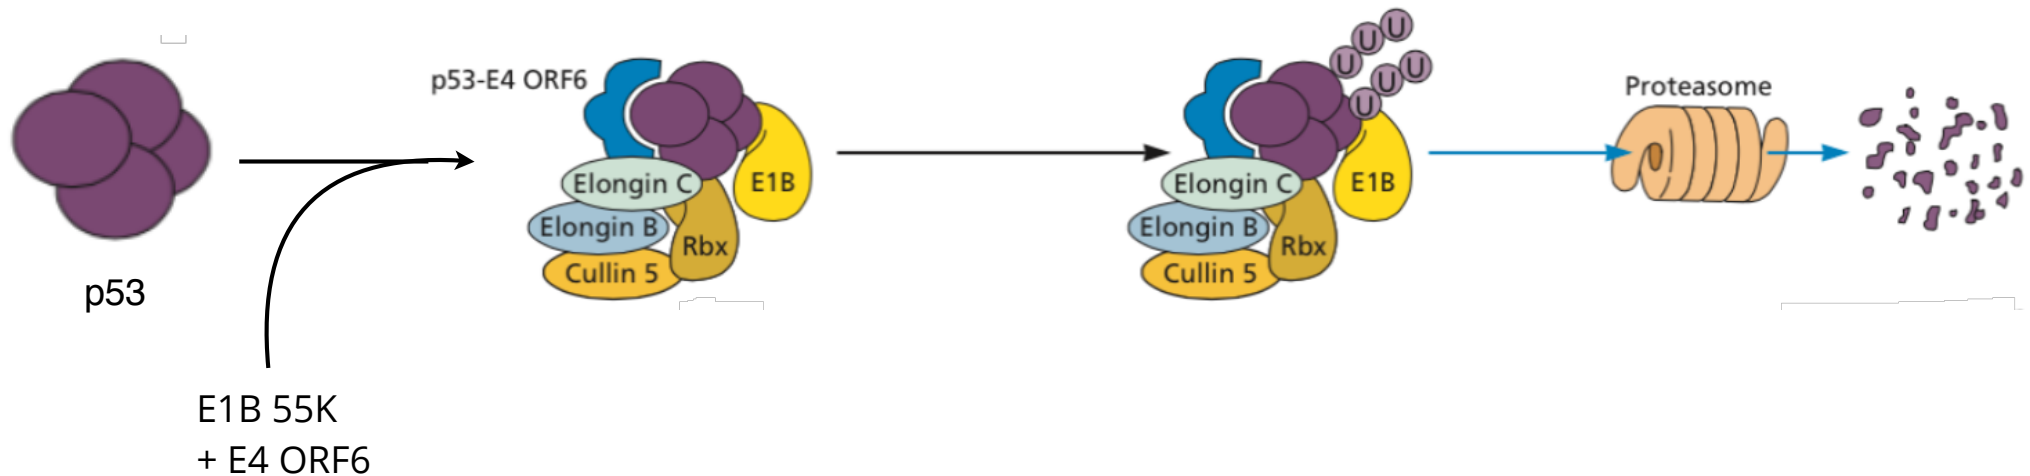 p53
E1B 55K
+ E4 ORF6
p53-E4 ORF6
Elongin C
Elongin B
Cullin 5
Rbx
E1B
U
U
U
U
U
U
Elongin C
Elongin B
Cullin 5
Rbx
E1B
Proteasome